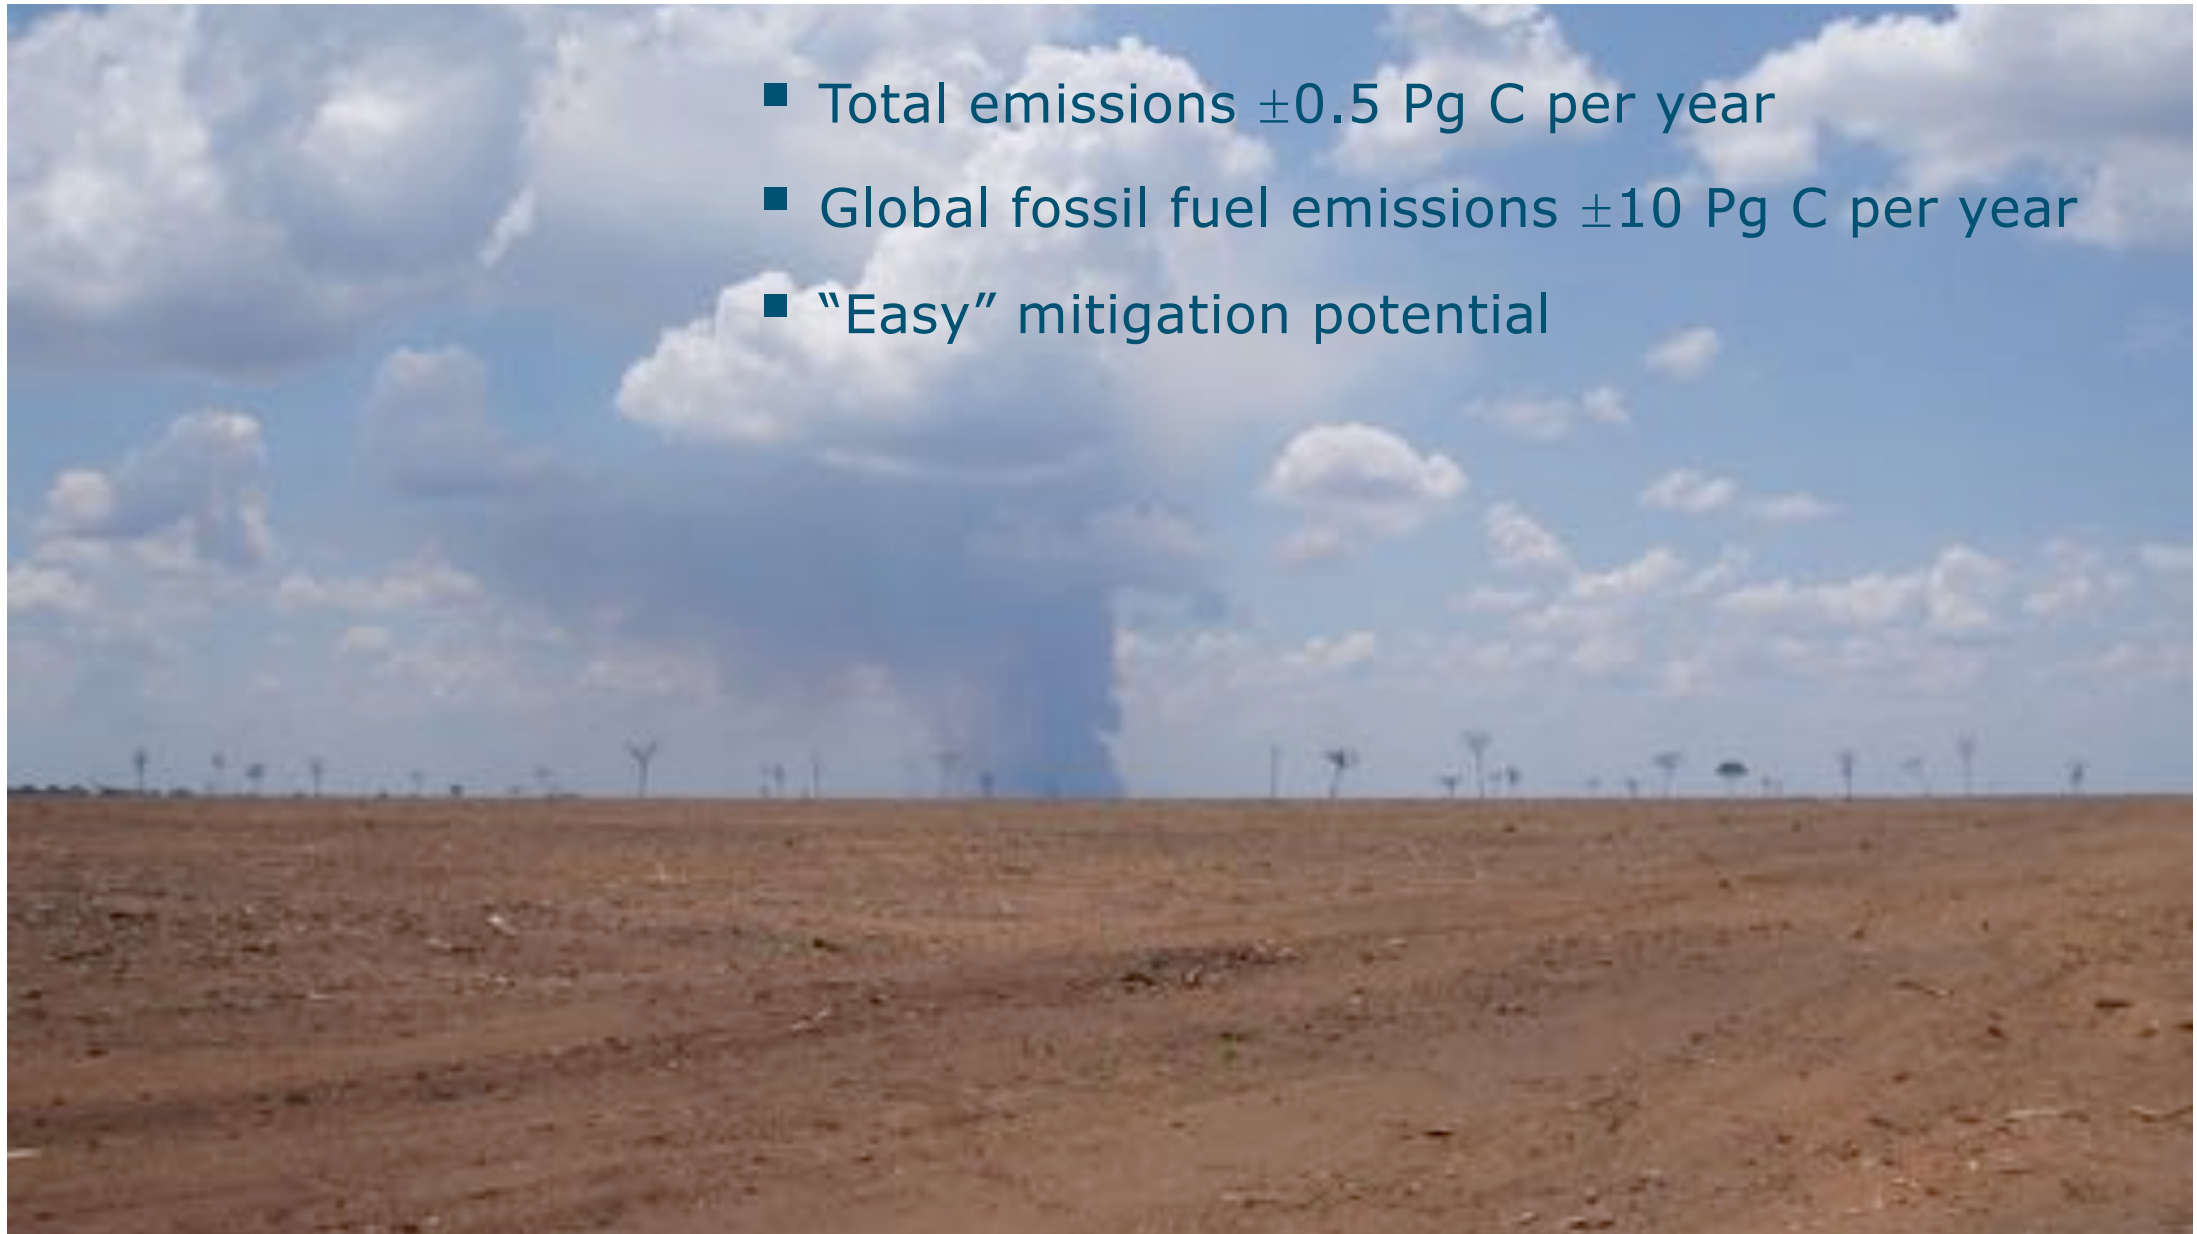 ▪ Total emissions ±0.5 Pg C per year
▪ Global fossil fuel emissions ±10 Pg C per year
▪ “Easy” mitigation potential